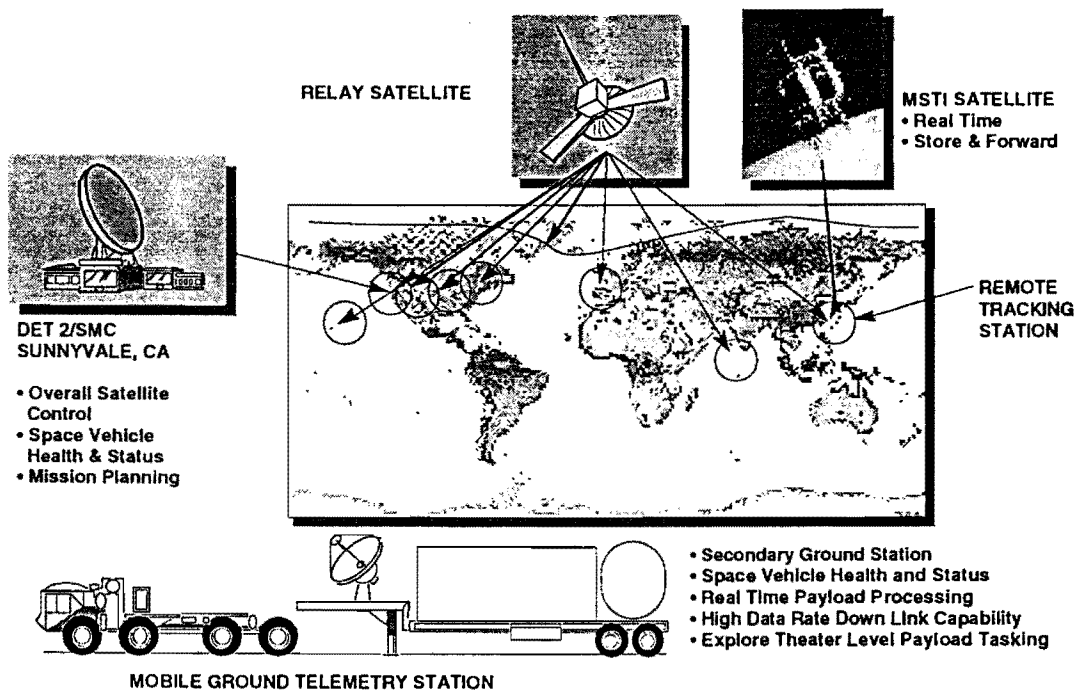 RELAY SATELLITE
MSTI SATELLITE
• Real Time
• Store & Forward
DET 2/SMC
SUNNYVALE, CA
• Overall Satellite
Control
• Space Vehicle
Health & Status
• Mission Planning
REMOTE
TRACKING
STATION
• Secondary Ground Station
• Space Vehicle Health and Status
• Real Time Payload Processing
• High Data Rate Down Link Capability
• Explore Theater Level Payload Tasking
MOBILE GROUND TELEMETRY STATION